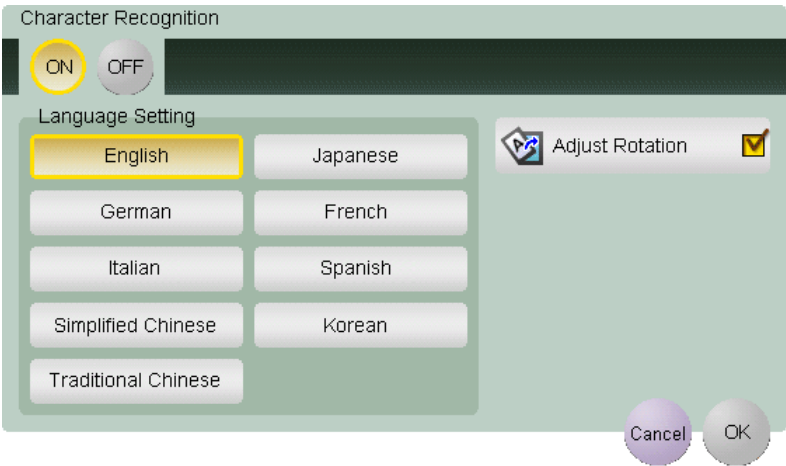 Character Recognition
ON OFF
Language Setting
English Japanese
German French
Italian Spanish
Simplified Chinese Korean
Traditional Chinese
Adjust Rotation
Cancel OK